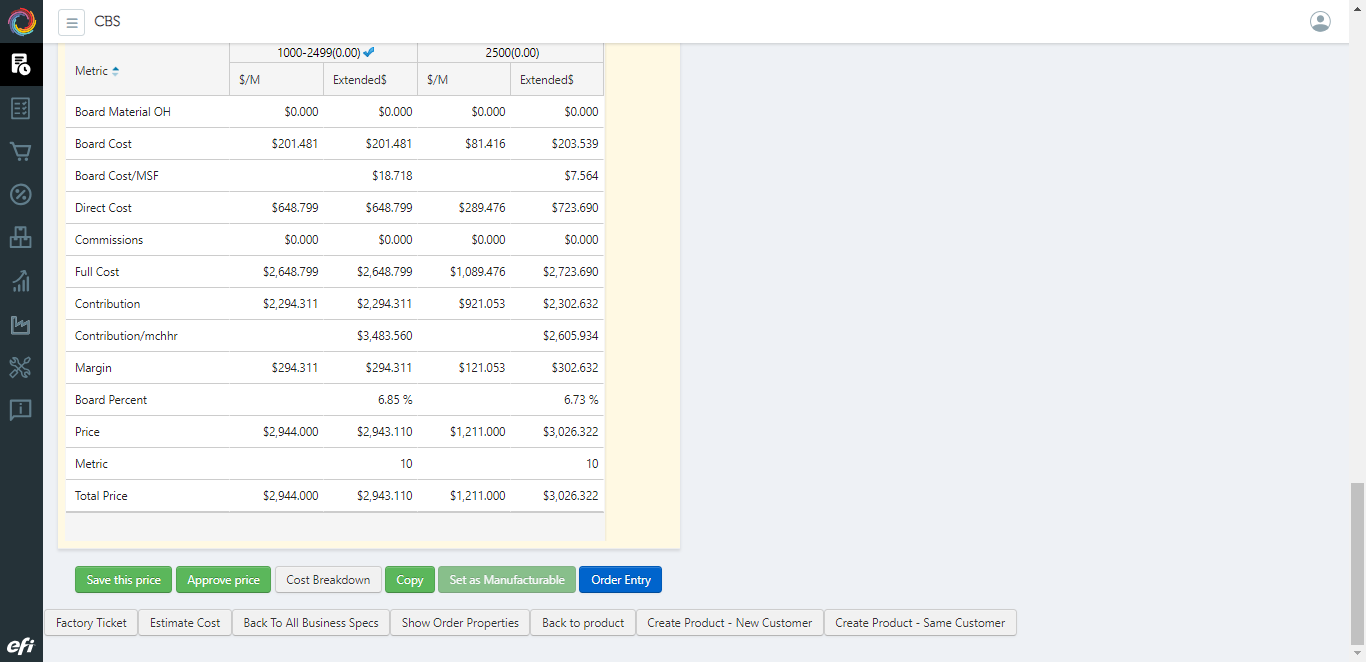 CBS
1000-2499(0.00) 2500(0.00)
Metric
$/M Extended$ $/M Extended$
Board Material OH $0.000 $0.000 $0.000 $0.000
Board Cost $201.481 $201.481 $81.416 $203.539
Board Cost/MSF $18.718 $7.564
Direct Cost $648.799 $648.799 $289.476 $723.690
Commissions $0.000 $0.000 $0.000 $0.000
Full Cost $2,648.799 $2,648.799 $1,089.476 $2,723.690
Contribution $2,294.311 $2,294.311 $921.053 $2,302.632
Contribution/mchhr $3,483.560 $2,605.934
Margin $294.311 $294.311 $121.053 $302.632
Board Percent 6.85 % 6.73 %
Price $2,944.000 $2,943.110 $1,211.000 $3,026.322
Metric 10 10
Total Price $2,944.000 $2,943.110 $1,211.000 $3,026.322
Save this price Approve price Cost Breakdown Copy Set as Manufacturable Order Entry
Factory Ticket Estimate Cost Back To All Business Specs Show Order Properties Back to product Create Product - New Customer Create Product - Same Customer
efi